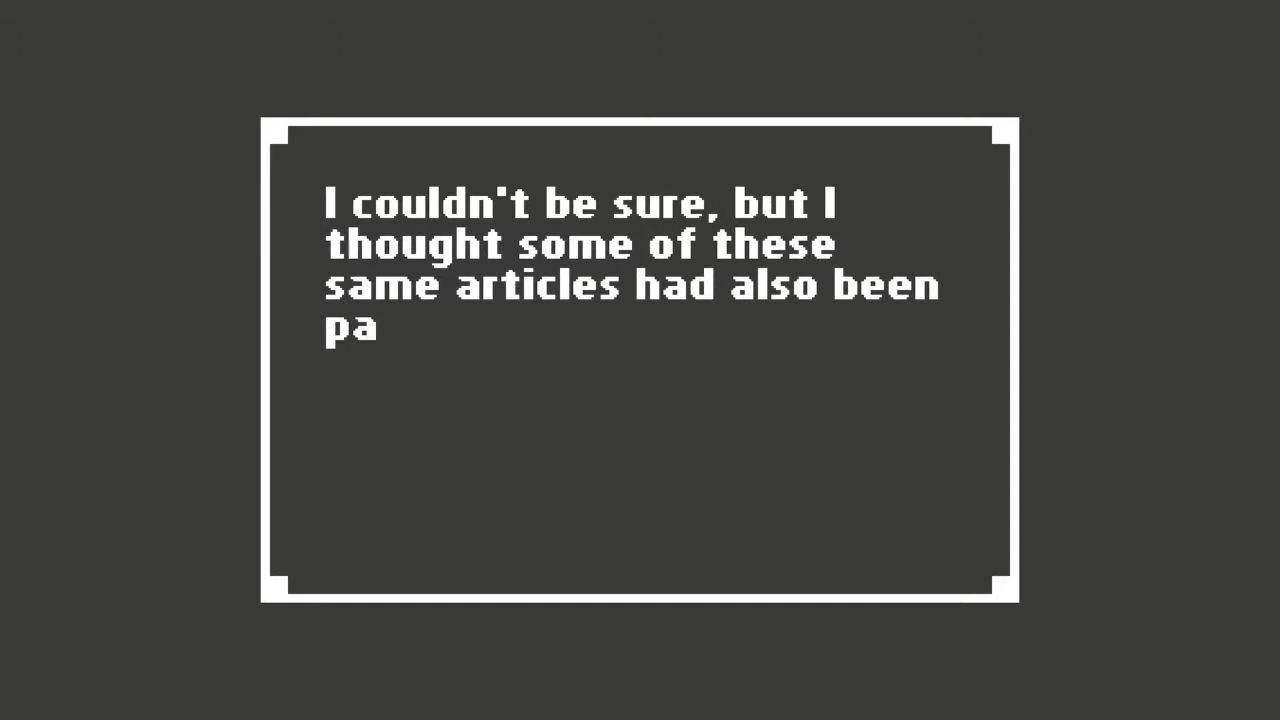 I couldn't be sure, but I
thought some of these
same articles had also been
pa